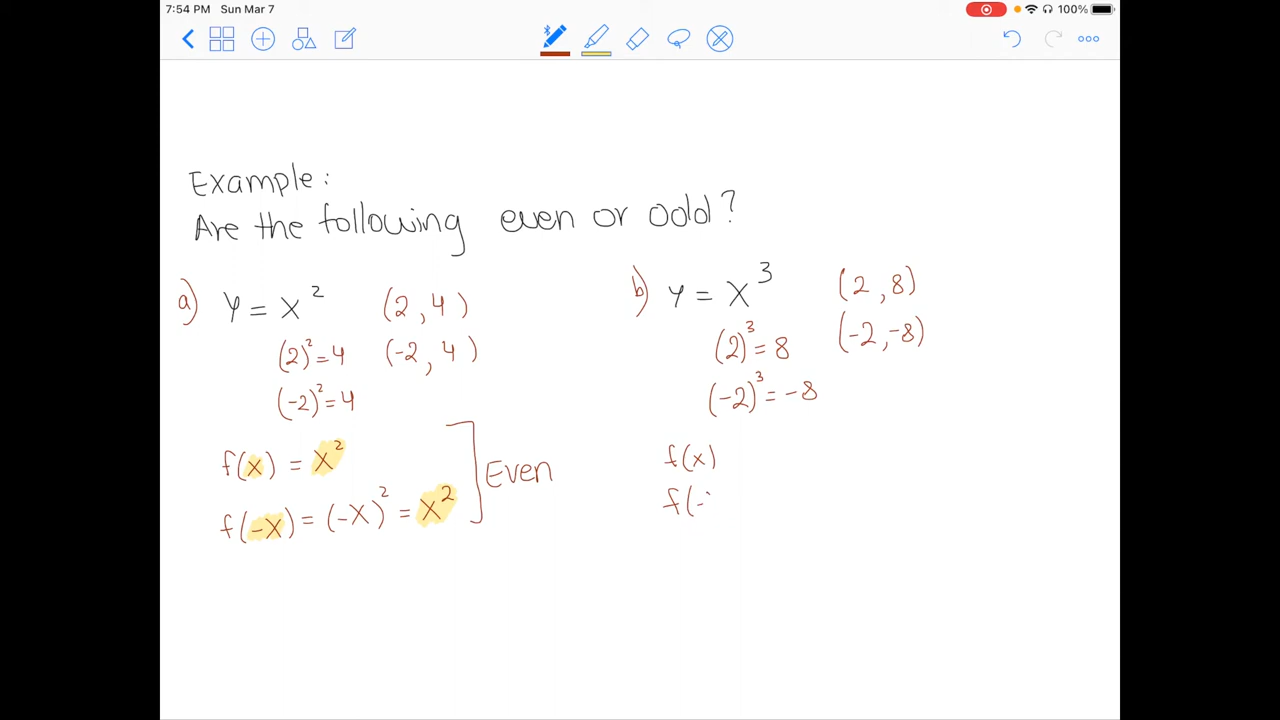 7:54 PM Sun Mar 7 100%
Example:
Are the following even or odd?
a) y = x² (2, 4)
(2)² = 4 (-2, 4)
(-2)² = 4
f(x) = x²
f(-x) = (-x)² = x²
Even
b) y = x³ (2, 8)
(2)³ = 8 (-2, -8)
(-2)³ = -8
f(x)
f(-